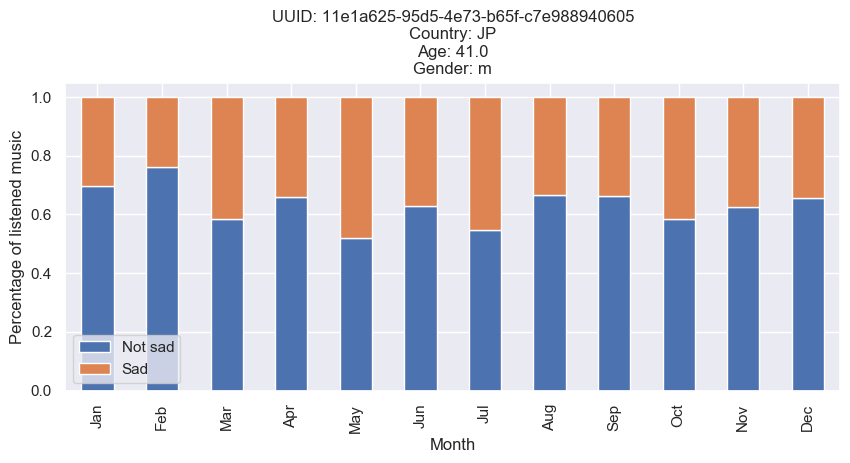 UUID: 11e1a625-95d5-4e73-b65f-c7e988940605
Country: JP
Age: 41.0
Gender: m
Percentage of listened music
1.0
0.8
0.6
0.4
0.2
0.0
Not sad
Sad
Jan Feb Mar Apr May Jun Jul Aug Sep Oct Nov Dec
Month